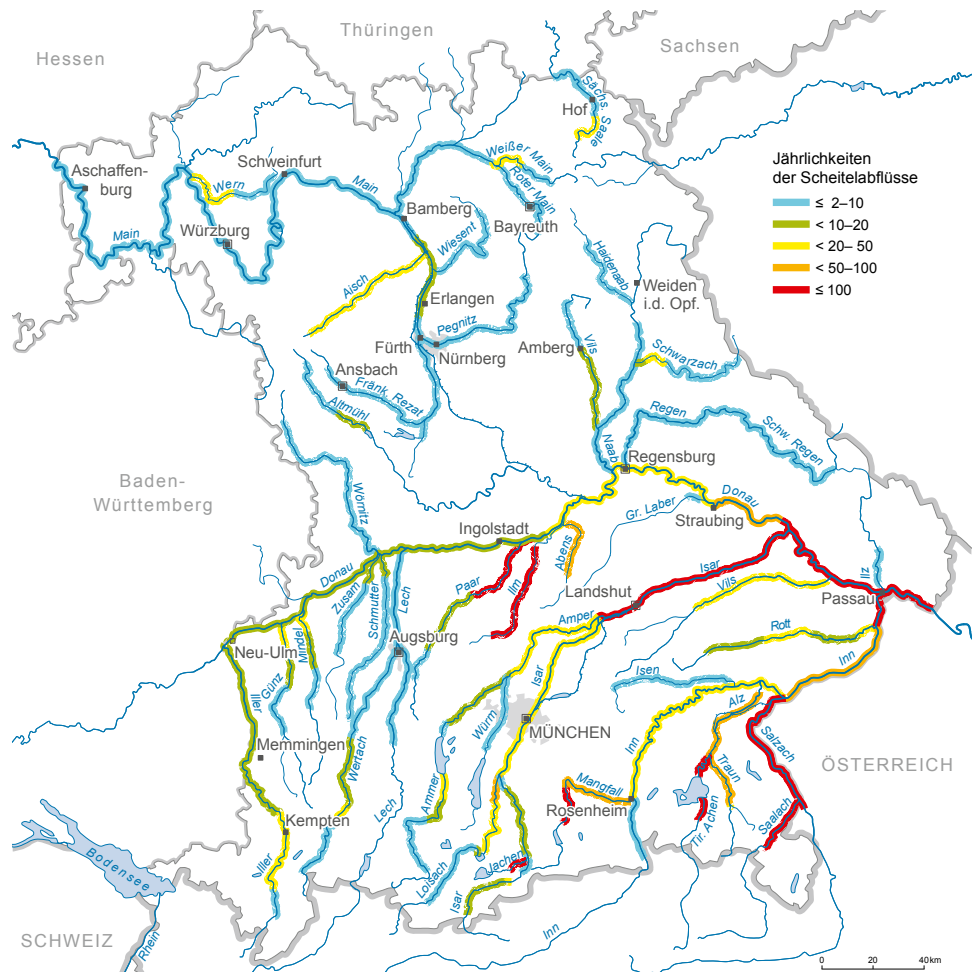 Thüringen
Sachsen
Hessen
Sächs. Saale
Hof
Aschaffen-
burg
Schweinfurt
Wern
Main
Weißer Main
Roter Main
Bayreuth
Bamberg
Würzburg
Main
Wiesent
Aisch
Haidenaab
Weiden
i.d. Opf.
Erlangen
Pegnitz
Fürth
Nürnberg
Amberg
Vils
Schwarzach
Ansbach
Fränk. Rezat
Altmühl
Regen
Schw. Regen
Naab
Regensburg
Baden-
Württemberg
Wörnitz
Gr. Laber
Donau
Straubing
Ingolstadt
Abens
Donau
Zusam
Schmutter
Lech
Paar
Ilm
Isar
Vils
Ilz
Landshut
Passau
Amper
Augsburg
Neu-Ulm
Mindel
Günz
Iller
Rott
Inn
Isar
Isen
Würm
MÜNCHEN
Alz
Memmingen
Wertach
Inn
Salzach
ÖSTERREICH
Ammer
Mangfall
Traun
Rosenheim
Lech
Kempten
Tir. Achen
Saalach
Iller
Loisach
Jachen
Isar
Bodensee
Inn
SCHWEIZ
Rhein
Jährlichkeiten
der Scheitelabflüsse
≤ 2–10
< 10–20
< 20– 50
< 50–100
≤ 100
0 20 40 km